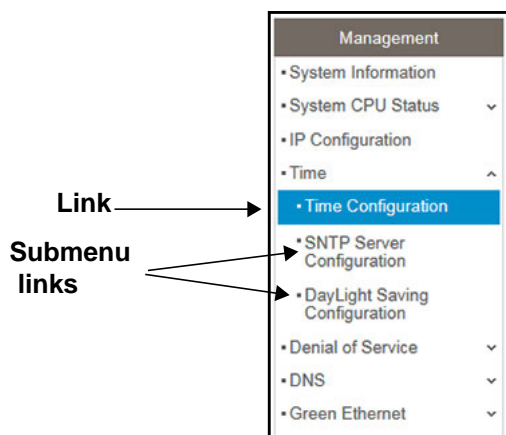 Management
System Information
System CPU Status
IP Configuration
Time
Link
Time Configuration
Submenu
links
SNTP Server
Configuration
DayLight Saving
Configuration
Denial of Service
DNS
Green Ethernet